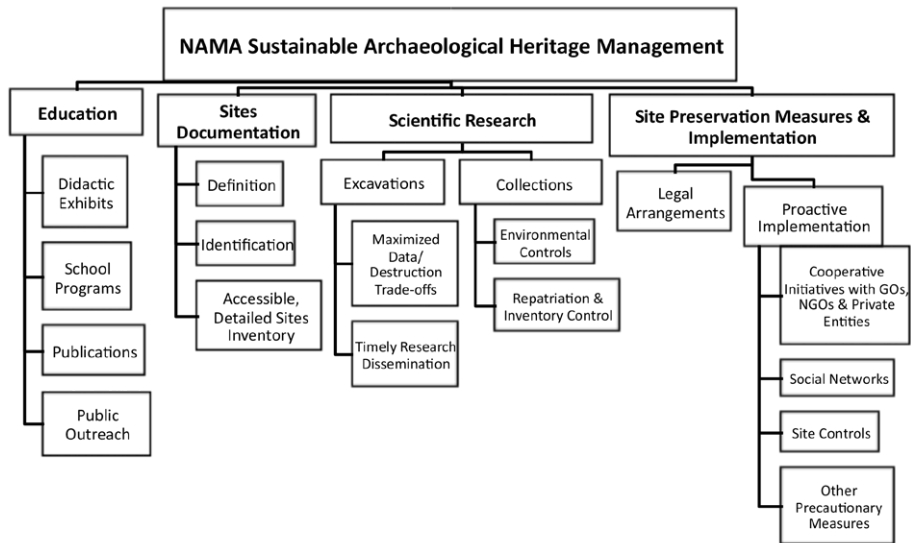 NAMA Sustainable Archaeological Heritage Management
Education
Didactic
Exhibits
School
Programs
Publications
Public
Outreach
Sites
Documentation
Definition
Identification
Accessible,
Detailed Sites
Inventory
Scientific Research
Excavations
Maximized
Data/
Destruction
Trade-offs
Timely Research
Dissemination
Collections
Environmental
Controls
Repatriation &
Inventory Control
Site Preservation Measures &
Implementation
Legal
Arrangements
Proactive
Implementation
Cooperative
Initiatives with GOs,
NGOs & Private
Entities
Social Networks
Site Controls
Other
Precautionary
Measures